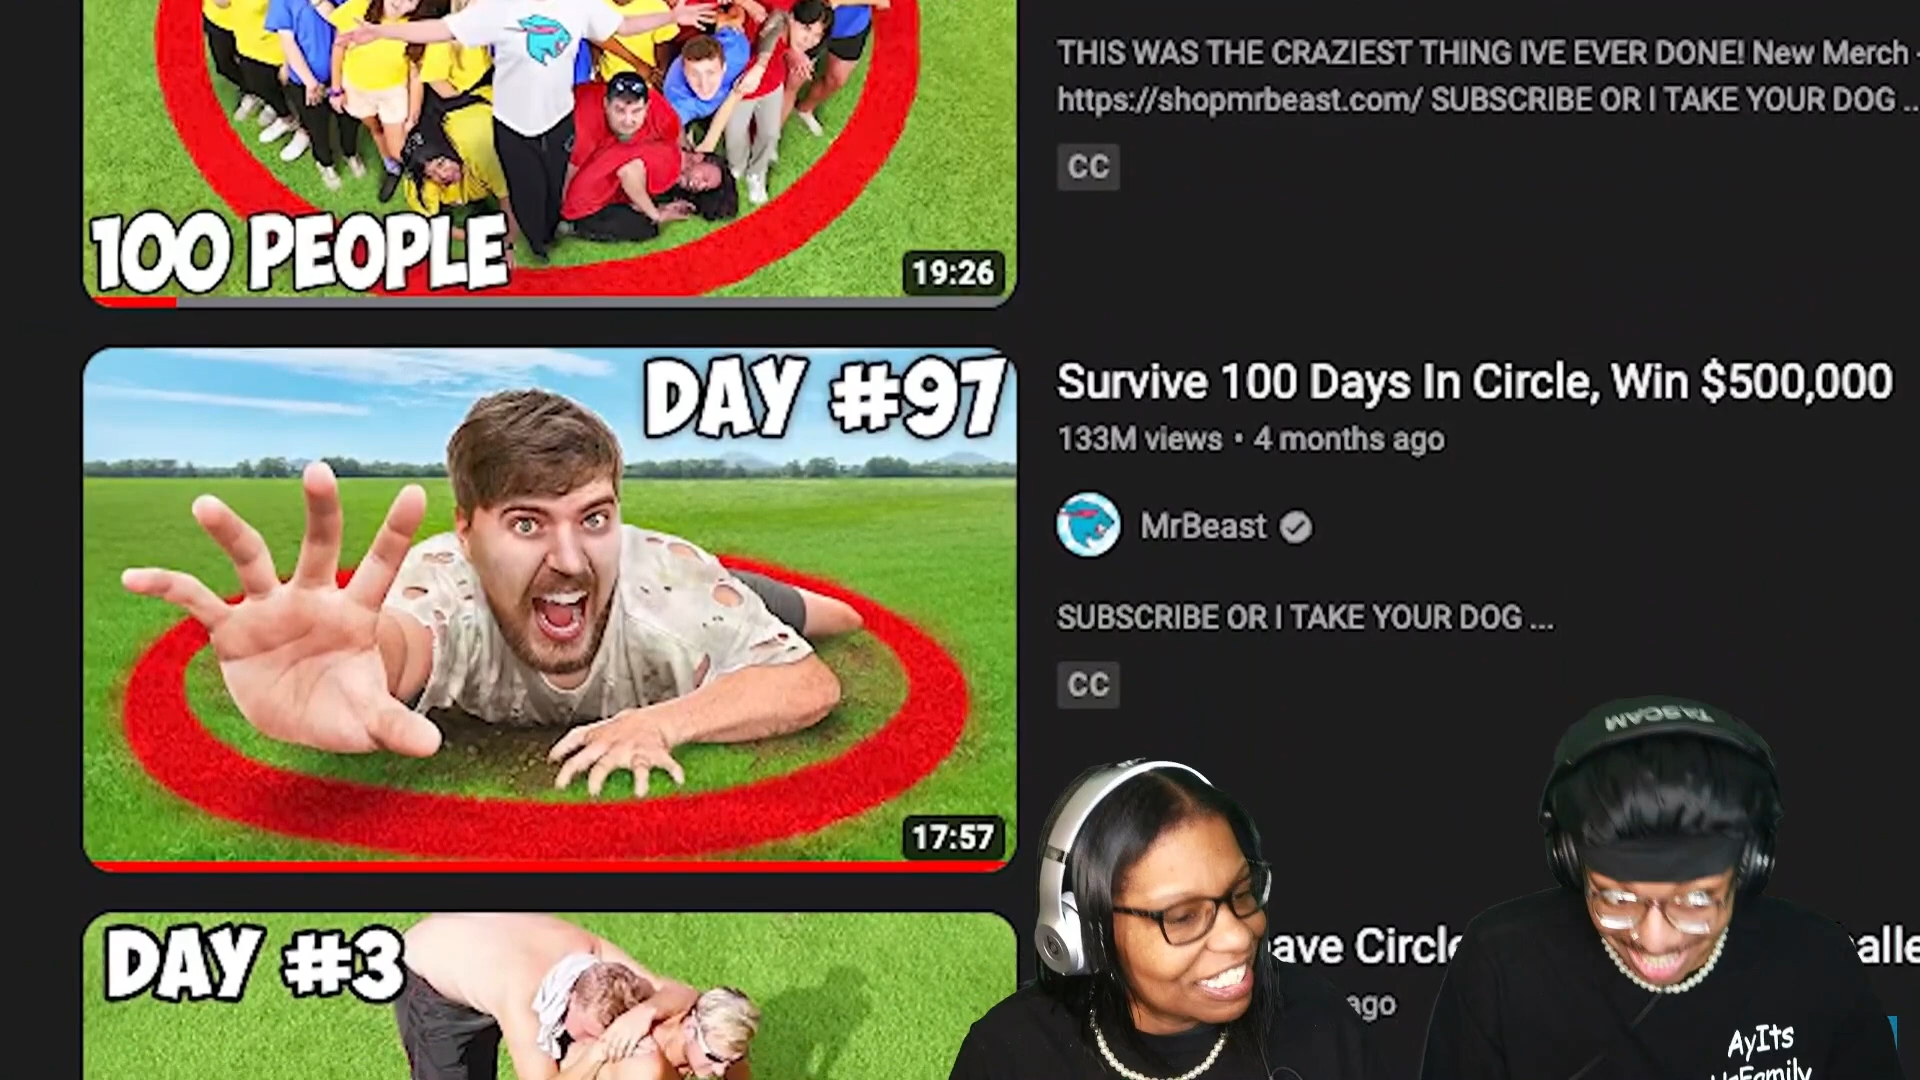 THIS WAS THE CRAZIEST THING IVE EVER DONE! New Merch -
https://shopmrbeast.com/ SUBSCRIBE OR I TAKE YOUR DOG ...
CC
100 PEOPLE
19:26
DAY #97
Survive 100 Days In Circle, Win $500,000
133M views • 4 months ago
MrBeast
SUBSCRIBE OR I TAKE YOUR DOG ...
CC
17:57
TASCAM
DAY #3
Circle
ago
AyIts